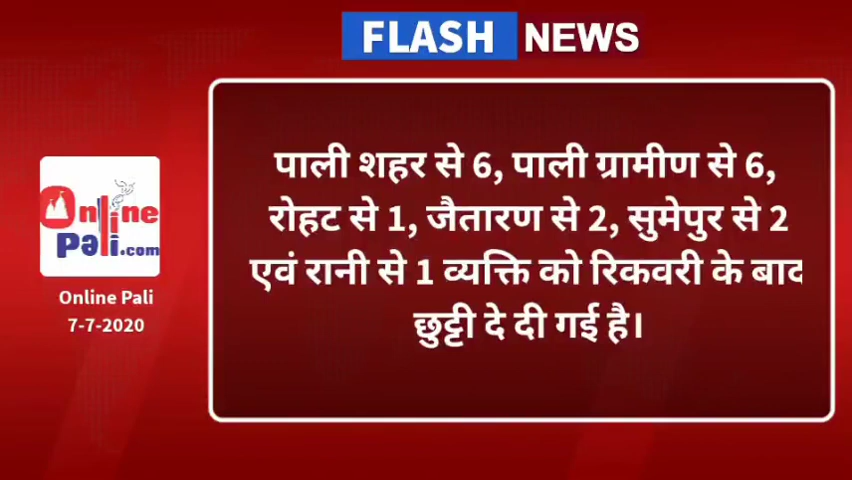 FLASH NEWS
पाली शहर से 6, पाली ग्रामीण से 6,
रोहट से 1, जैतारण से 2, सुमेपुर से 2
एवं रानी से 1 व्यक्ति को रिकवरी के बाद
छुट्टी दे दी गई है।
Online
Pali.com
Online Pali
7-7-2020